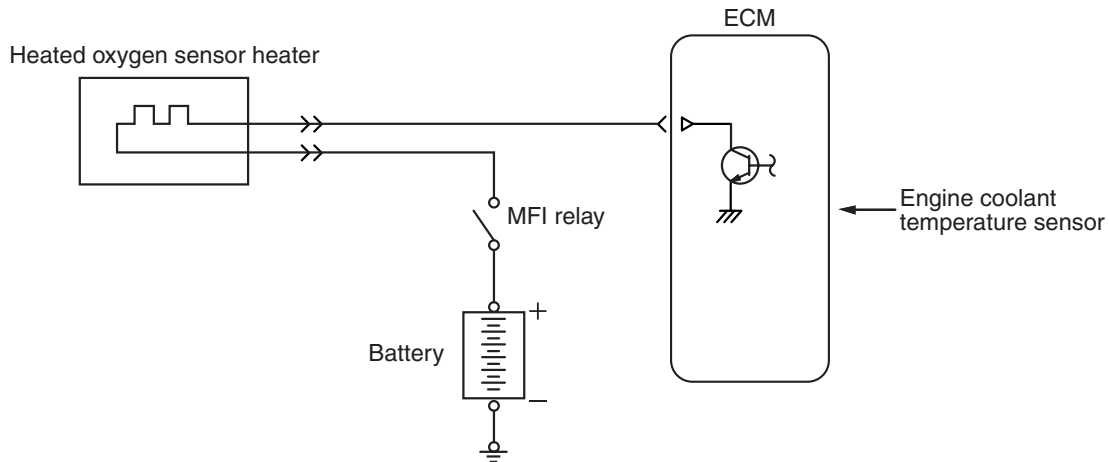 ECM
Heated oxygen sensor heater
MFI relay
Engine coolant
temperature sensor
+
Battery
−